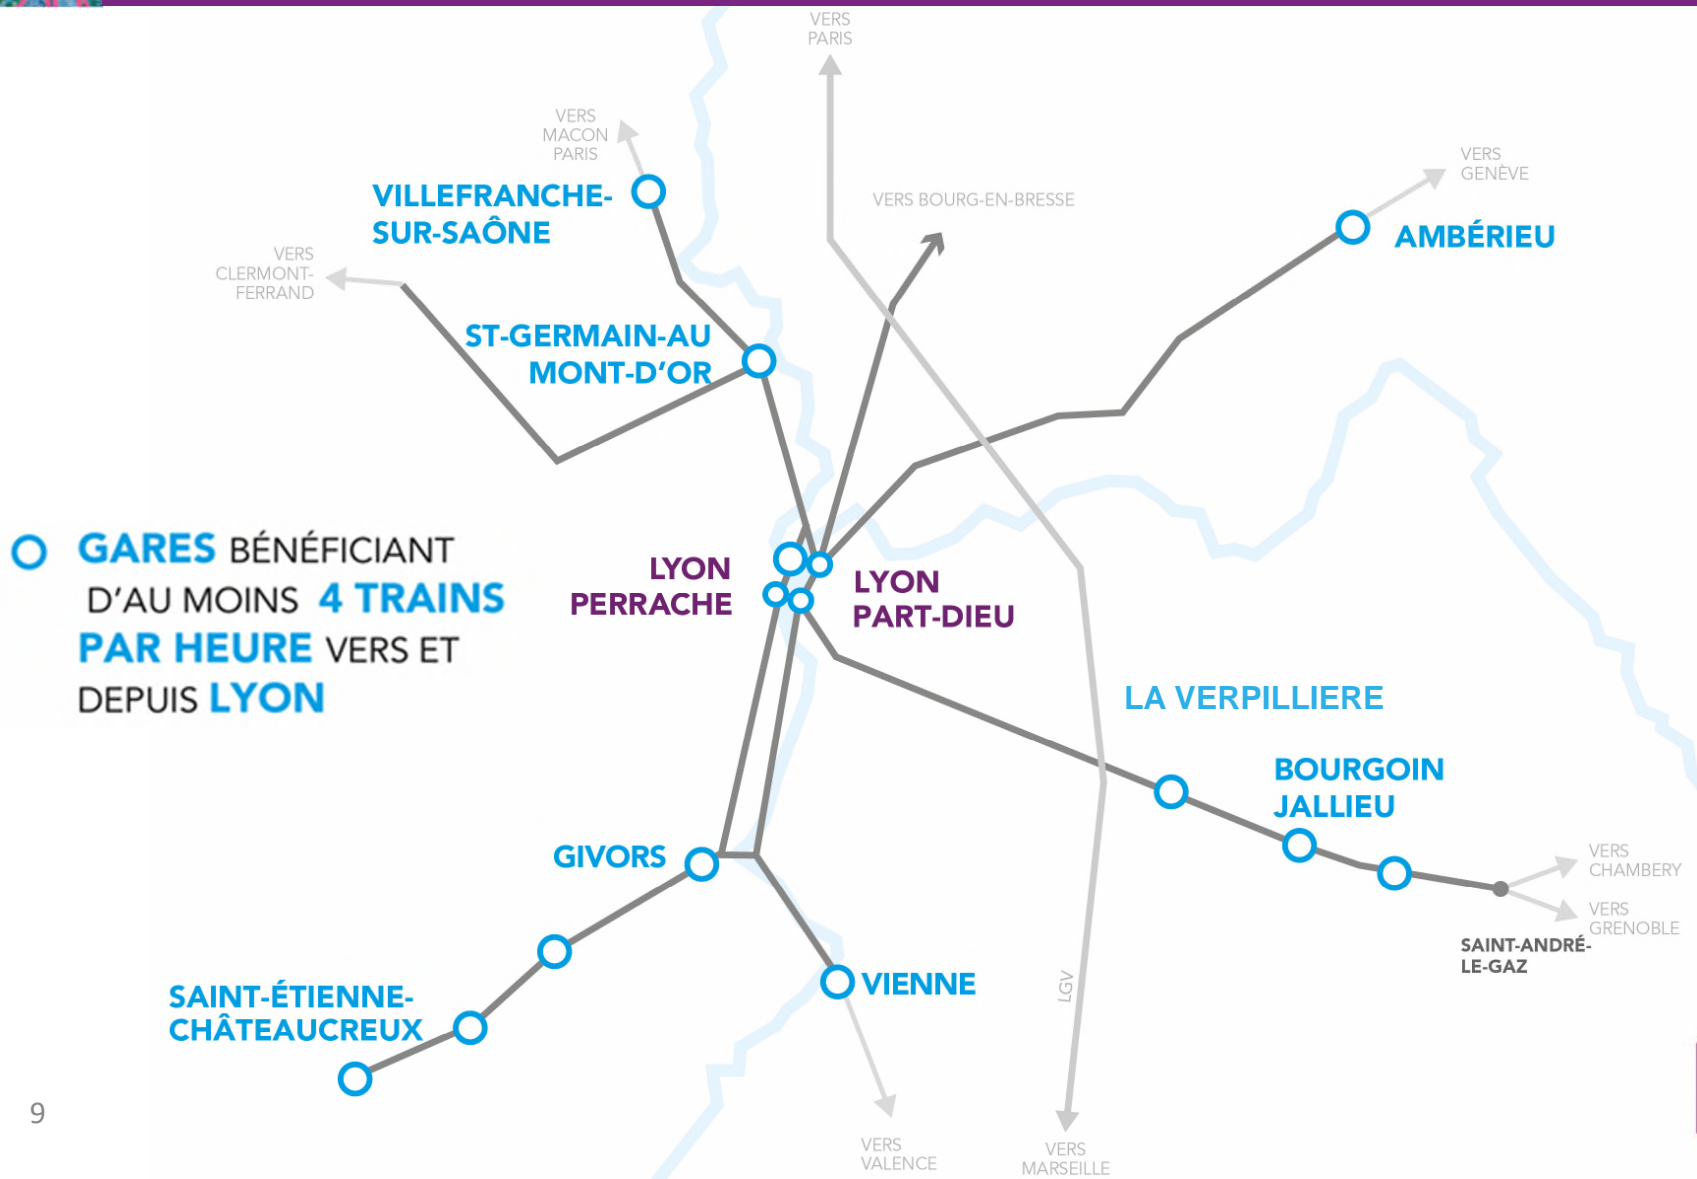 VERS
PARIS
VERS
MACON
PARIS
VERS
GENÈVE
VILLEFRANCHE-
SUR-SAÔNE
VERS BOURG-EN-BRESSE
AMBÉRIEU
VERS
CLERMONT-
FERRAND
ST-GERMAIN-AU
MONT-D'OR
GARES BÉNÉFICIANT
D'AU MOINS 4 TRAINS
PAR HEURE VERS ET
DEPUIS LYON
LYON
PERRACHE
LYON
PART-DIEU
LA VERPILLIERE
BOURGOIN
JALLIEU
GIVORS
VERS
CHAMBERY
VERS
GRENOBLE
SAINT-ANDRÉ-
LE-GAZ
SAINT-ÉTIENNE-
CHÂTEAUCREUX
VIENNE
LGV
9
VERS
VALENCE
VERS
MARSEILLE